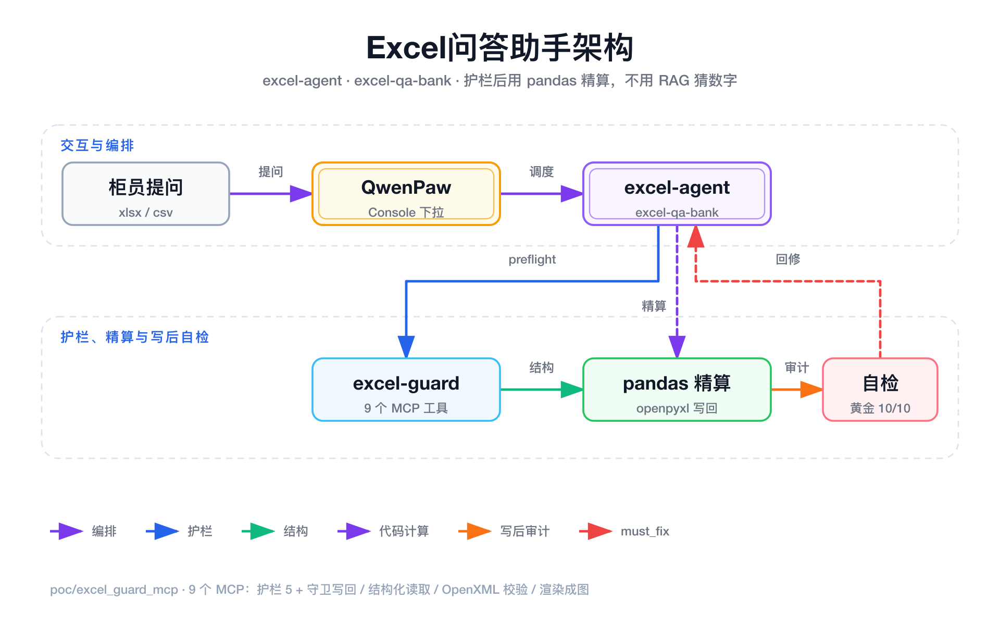 Excel问答助手架构
excel-agent · excel-qa-bank · 护栏后用 pandas 精算，不用 RAG 猜数字
交互与编排
柜员提问
xlsx / csv
提问
QwenPaw
Console 下拉
调度
excel-agent
excel-qa-bank
preflight
回修
精算
护栏、精算与写后自检
excel-guard
9 个 MCP 工具
结构
pandas 精算
openpyxl 写回
审计
自检
黄金 10/10
编排
护栏
结构
代码计算
写后审计
must_fix
poc/excel_guard_mcp · 9 个 MCP：护栏 5 + 守卫写回 / 结构化读取 / OpenXML 校验 / 渲染成图